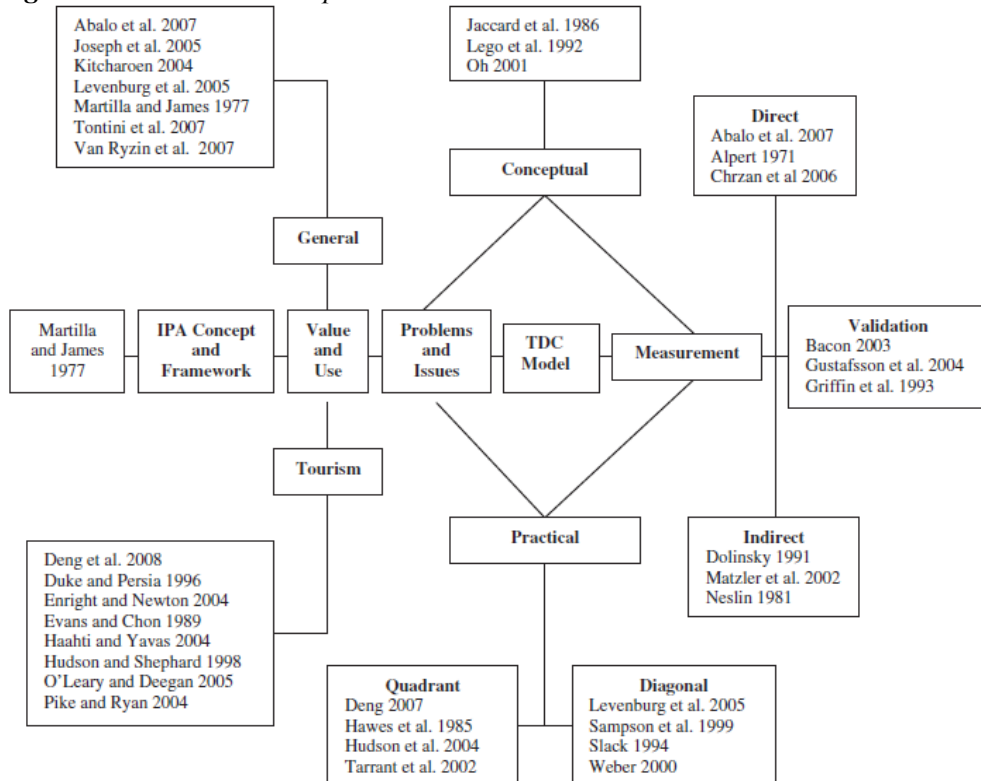 Abalo et al. 2007
Joseph et al. 2005
Kitcharoen 2004
Levenburg et al. 2005
Martilla and James 1977
Tontini et al. 2007
Van Ryzin et al. 2007
Jaccard et al. 1986
Lego et al. 1992
Oh 2001
Direct
Abalo et al. 2007
Alpert 1971
Chrzan et al 2006
Conceptual
General
Martilla
and James
1977
IPA Concept
and
Framework
Value
and
Use
Problems
and
Issues
TDC
Model
Measurement
Validation
Bacon 2003
Gustafsson et al. 2004
Griffin et al. 1993
Tourism
Practical
Indirect
Dolinsky 1991
Matzler et al. 2002
Neslin 1981
Deng et al. 2008
Duke and Persia 1996
Enright and Newton 2004
Evans and Chon 1989
Haahti and Yavas 2004
Hudson and Shephard 1998
O'Leary and Deegan 2005
Pike and Ryan 2004
Quadrant
Deng 2007
Hawes et al. 1985
Hudson et al. 2004
Tarrant et al. 2002
Diagonal
Levenburg et al. 2005
Sampson et al. 1999
Slack 1994
Weber 2000